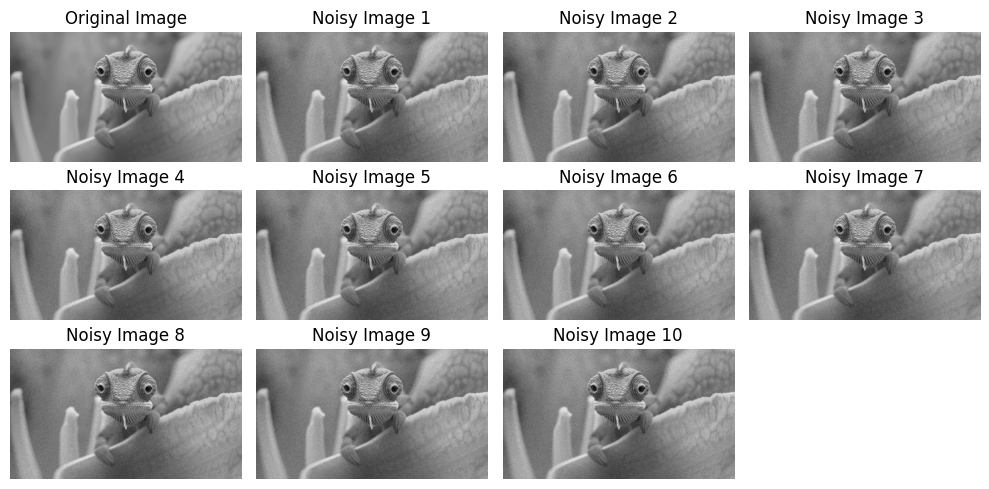 Original Image
Noisy Image 1
Noisy Image 2
Noisy Image 3
Noisy Image 4
Noisy Image 5
Noisy Image 6
Noisy Image 7
Noisy Image 8
Noisy Image 9
Noisy Image 10